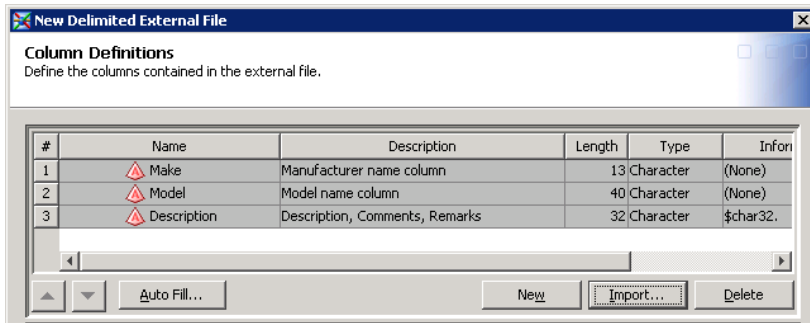 New Delimited External File
Column Definitions
Define the columns contained in the external file.
# Name Description Length Type Infor
1 Make Manufacturer name column 13 Character (None)
2 Model Model name column 40 Character (None)
3 Description Description, Comments, Remarks 32 Character $char32.
Auto Fill... New Import... Delete